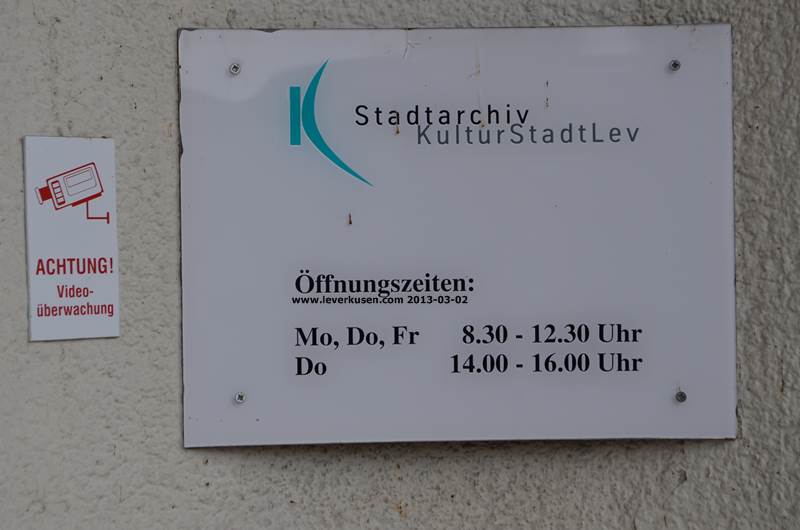 Stadtarchiv
KulturStadtLev
ACHTUNG!
Video-
überwachung
Öffnungszeiten:
www.leverkusen.com 2013-03-02
Mo, Do, Fr 8.30 - 12.30 Uhr
Do 14.00 - 16.00 Uhr